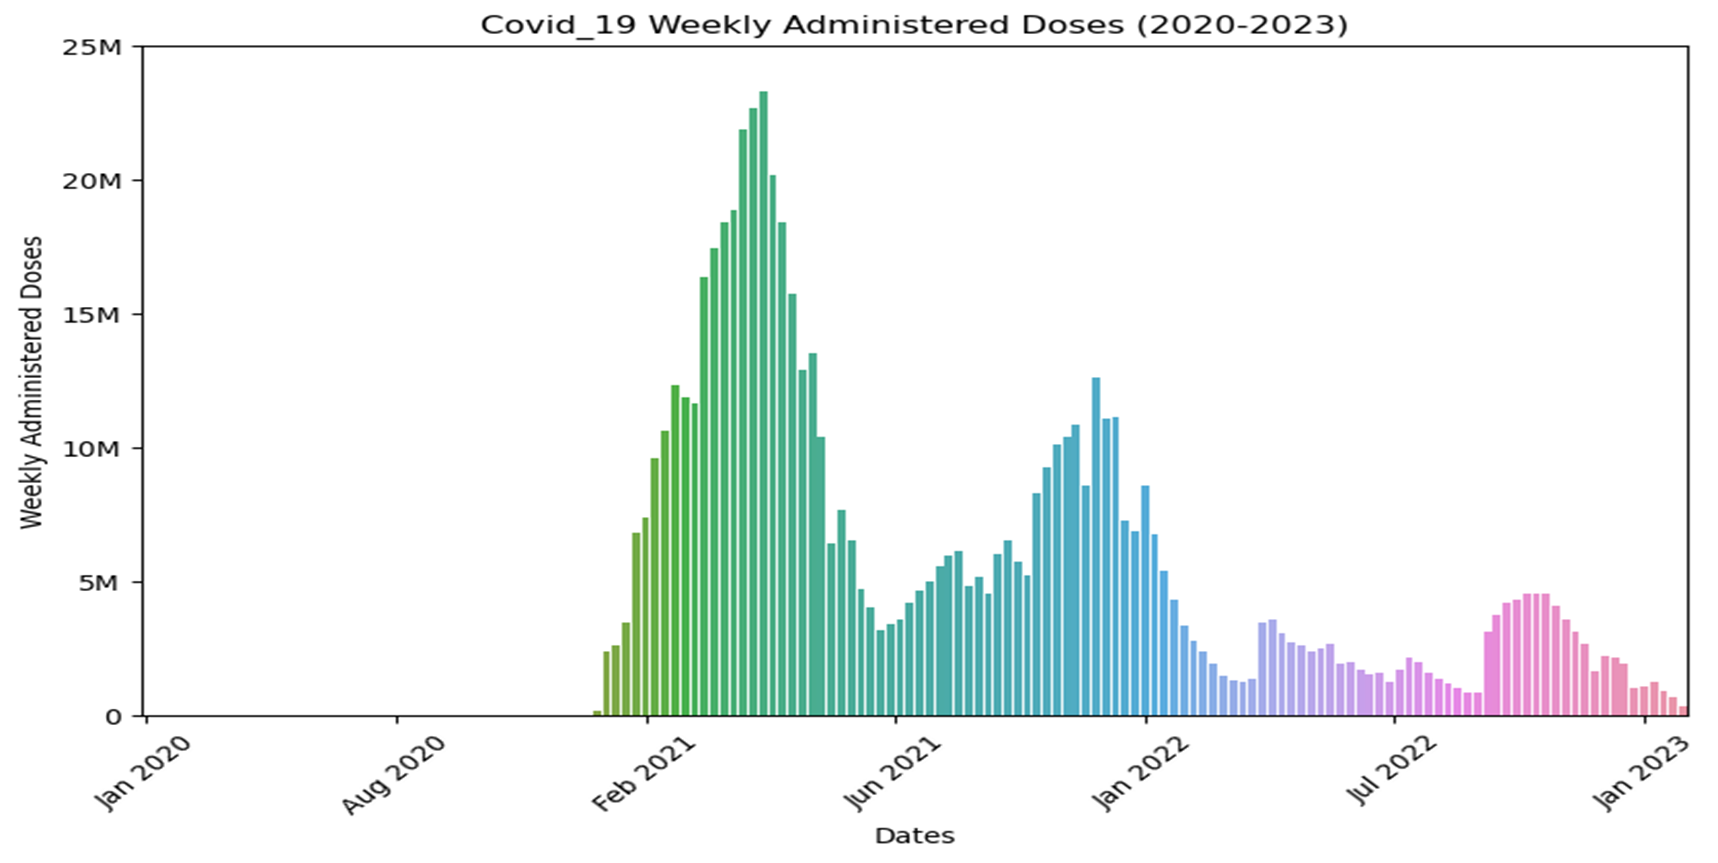 Covid_19 Weekly Administered Doses (2020-2023)
25M
20M
15M
10M
5M
0
Weekly Administered Doses
Jan 2020
Aug 2020
Feb 2021
Jun 2021
Jan 2022
Jul 2022
Jan 2023
Dates